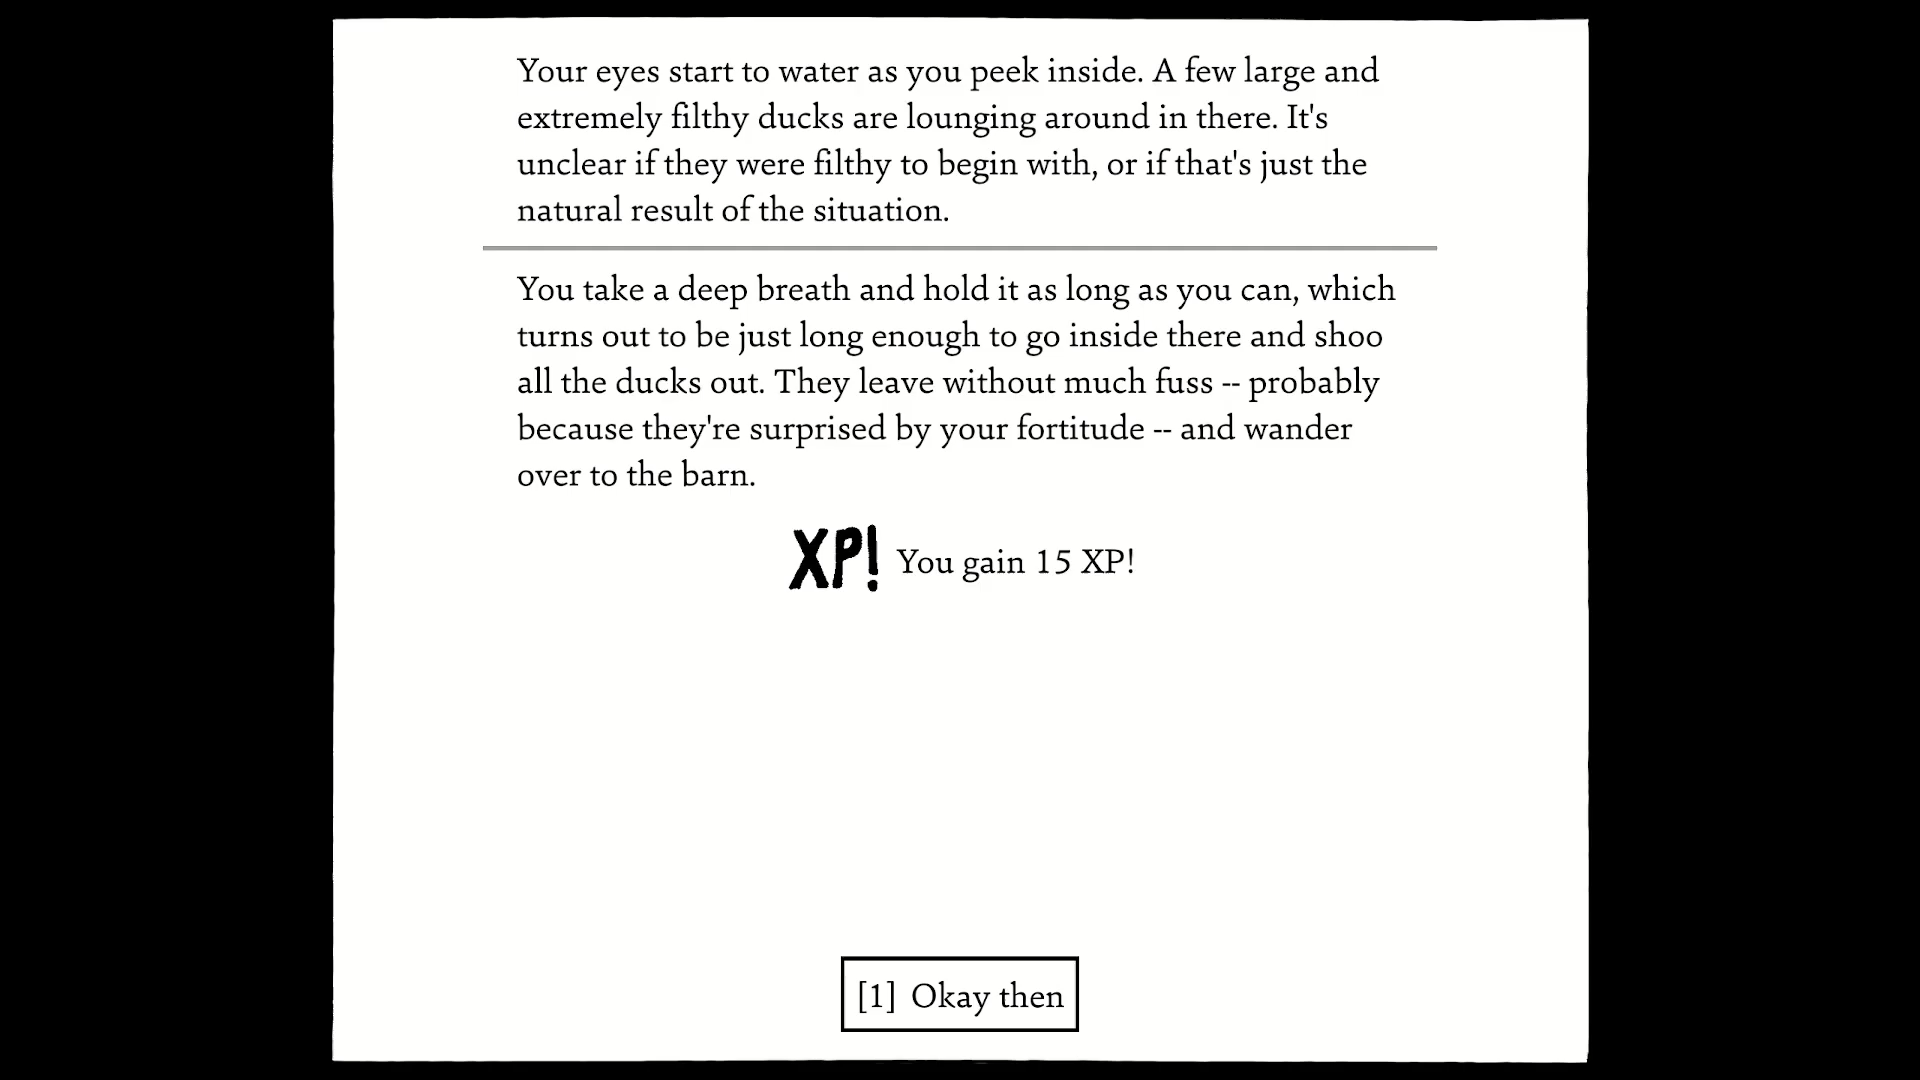 Your eyes start to water as you peek inside. A few large and
extremely filthy ducks are lounging around in there. It's
unclear if they were filthy to begin with, or if that's just the
natural result of the situation.
You take a deep breath and hold it as long as you can, which
turns out to be just long enough to go inside there and shoo
all the ducks out. They leave without much fuss -- probably
because they're surprised by your fortitude -- and wander
over to the barn.
XP! You gain 15 XP!
[1] Okay then